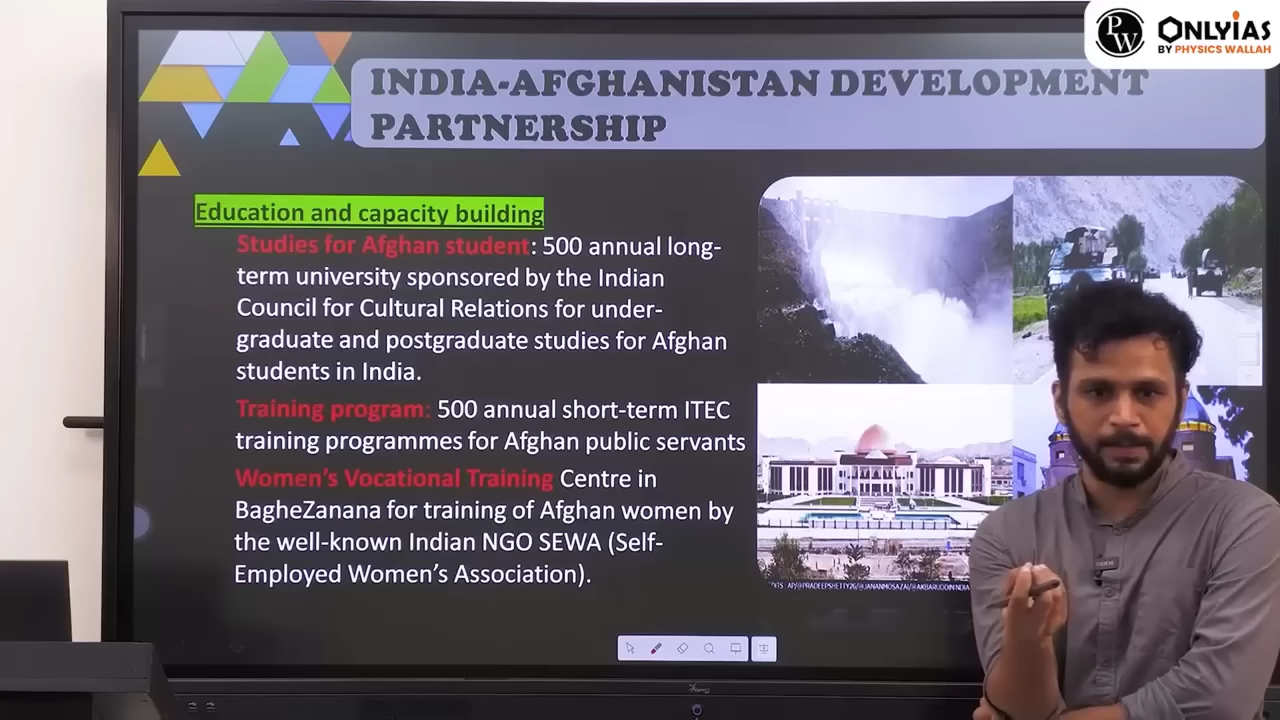 PW
ONLYIAS
BY PHYSICS WALLAH
INDIA-AFGHANISTAN DEVELOPMENT
PARTNERSHIP
Education and capacity building
Studies for Afghan student: 500 annual long-
term university sponsored by the Indian
Council for Cultural Relations for under-
graduate and postgraduate studies for Afghan
students in India.
Training program: 500 annual short-term ITEC
training programmes for Afghan public servants
Women's Vocational Training Centre in
BagheZanana for training of Afghan women by
the well-known Indian NGO SEWA (Self-
Employed Women's Association).